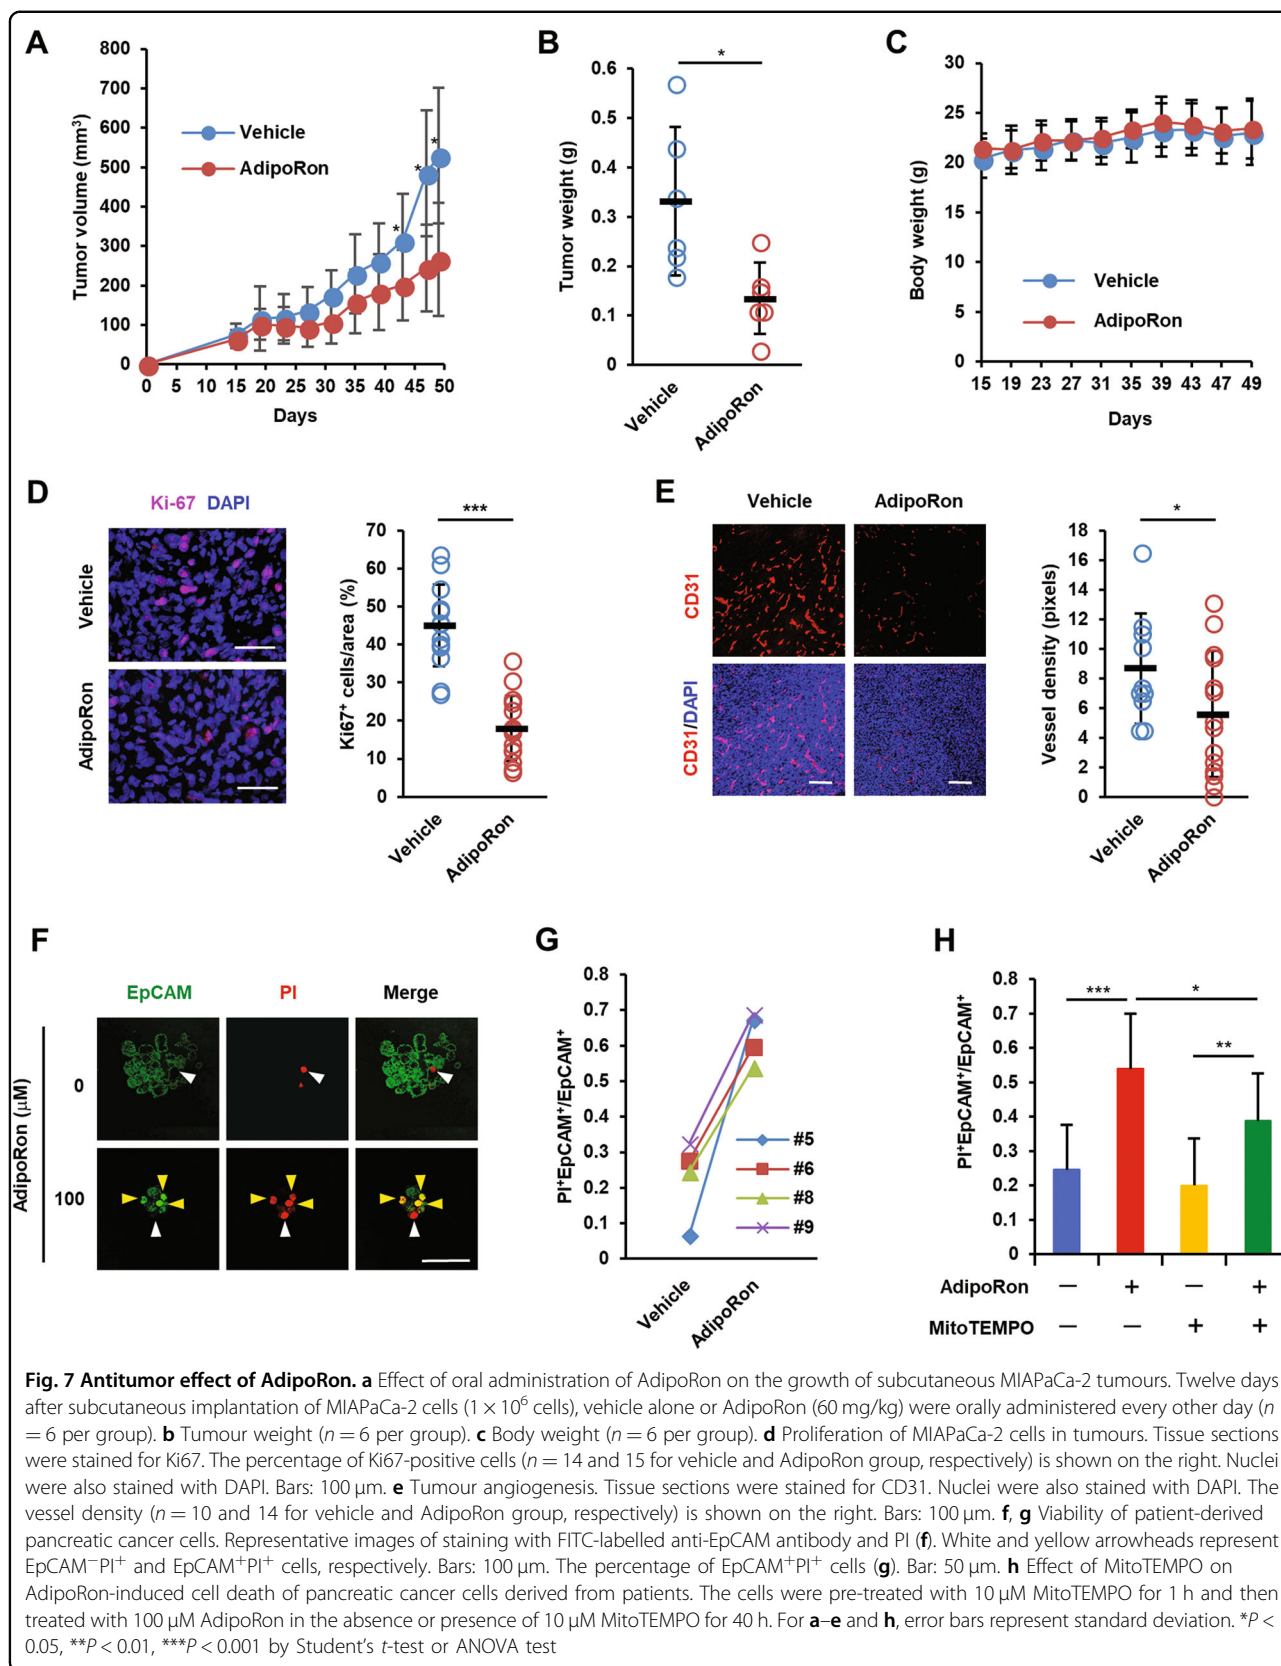 A
800
700
600
500
400
300
200
100
0
Tumor volume (mm³)
Vehicle
AdipoRon
*
*
*
0 5 10 15 20 25 30 35 40 45 50
Days
B
*
0.6
0.5
0.4
0.3
0.2
0.1
0
Tumor weight (g)
Vehicle
AdipoRon
C
30
25
20
15
10
5
0
Body weight (g)
Vehicle
AdipoRon
15 19 23 27 31 35 39 43 47 49
Days
D
Ki-67 DAPI
Vehicle
AdipoRon
***
70
60
50
40
30
20
10
0
Ki67⁺ cells/area (%)
Vehicle
AdipoRon
E
Vehicle AdipoRon
CD31
CD31/DAPI
*
18
16
14
12
10
8
6
4
2
0
Vessel density (pixels)
Vehicle
AdipoRon
F
EpCAM PI Merge
AdipoRon (μM)
0
100
G
0.8
0.7
0.6
0.5
0.4
0.3
0.2
0.1
0
PI⁺EpCAM⁺/EpCAM⁺
#5
#6
#8
#9
Vehicle
AdipoRon
H
0.8
0.7
0.6
0.5
0.4
0.3
0.2
0.1
0
PI⁺EpCAM⁺/EpCAM⁺
*** *
**
AdipoRon — + — +
MitoTEMPO — — + +
Fig. 7 Antitumor effect of AdipoRon. a Effect of oral administration of AdipoRon on the growth of subcutaneous MIAPaCa-2 tumours. Twelve days
after subcutaneous implantation of MIAPaCa-2 cells (1 × 10⁶ cells), vehicle alone or AdipoRon (60 mg/kg) were orally administered every other day (n
= 6 per group). b Tumour weight (n = 6 per group). c Body weight (n = 6 per group). d Proliferation of MIAPaCa-2 cells in tumours. Tissue sections
were stained for Ki67. The percentage of Ki67-positive cells (n = 14 and 15 for vehicle and AdipoRon group, respectively) is shown on the right. Nuclei
were also stained with DAPI. Bars: 100 μm. e Tumour angiogenesis. Tissue sections were stained for CD31. Nuclei were also stained with DAPI. The
vessel density (n = 10 and 14 for vehicle and AdipoRon group, respectively) is shown on the right. Bars: 100 μm. f, g Viability of patient-derived
pancreatic cancer cells. Representative images of staining with FITC-labelled anti-EpCAM antibody and PI (f). White and yellow arrowheads represent
EpCAM⁻PI⁺ and EpCAM⁺PI⁺ cells, respectively. Bars: 100 μm. The percentage of EpCAM⁺PI⁺ cells (g). Bar: 50 μm. h Effect of MitoTEMPO on
AdipoRon-induced cell death of pancreatic cancer cells derived from patients. The cells were pre-treated with 10 μM MitoTEMPO for 1 h and then
treated with 100 μM AdipoRon in the absence or presence of 10 μM MitoTEMPO for 40 h. For a–e and h, error bars represent standard deviation. *P <
0.05, **P < 0.01, ***P < 0.001 by Student's t-test or ANOVA test